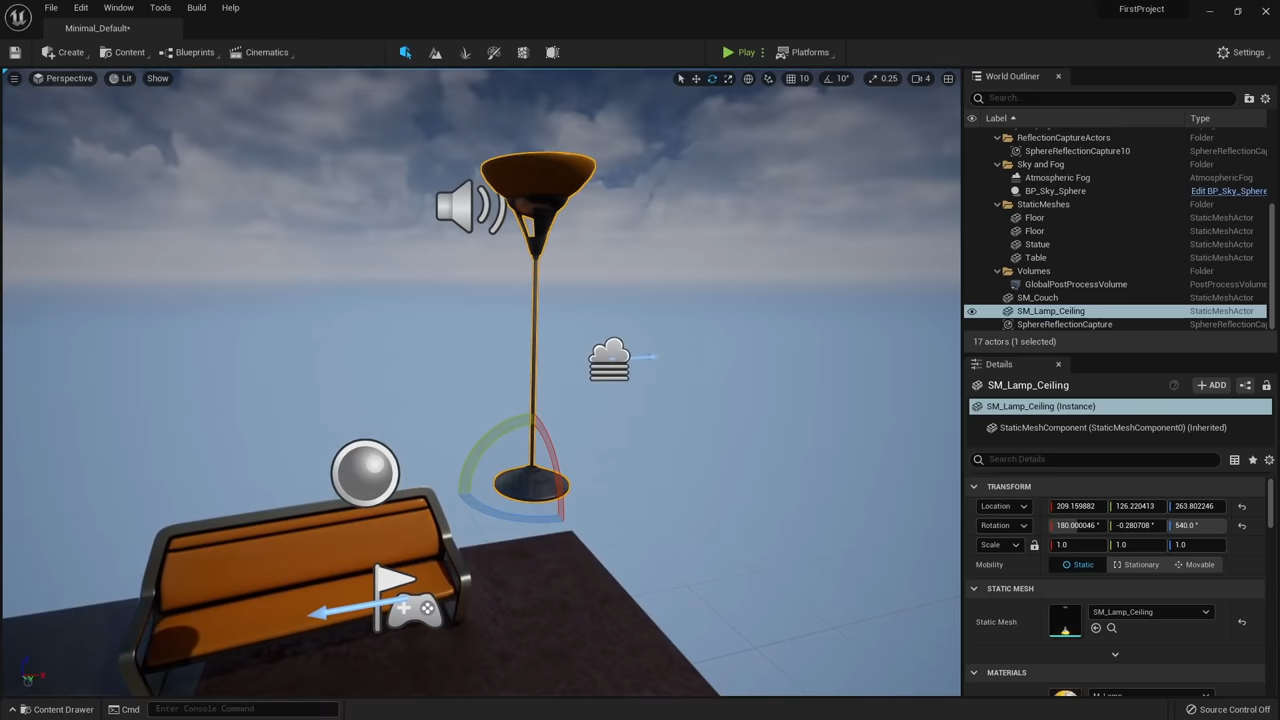 File Edit Window Tools Build Help
FirstProject
Minimal_Default*
Create Content Blueprints Cinematics Play Platforms Settings
Perspective Lit Show 10 10° 0.25 4
World Outliner
Search...
Label Type
ReflectionCaptureActors Folder
SphereReflectionCapture10 SphereReflectionCap
Sky and Fog Folder
Atmospheric Fog AtmosphericFog
BP_Sky_Sphere Edit BP_Sky_Sphere
StaticMeshes Folder
Floor StaticMeshActor
Floor StaticMeshActor
Statue StaticMeshActor
Table StaticMeshActor
Volumes Folder
GlobalPostProcessVolume PostProcessVolume
SM_Couch StaticMeshActor
SM_Lamp_Ceiling StaticMeshActor
SphereReflectionCapture SphereReflectionCap
17 actors (1 selected)
Details
SM_Lamp_Ceiling ADD
SM_Lamp_Ceiling (Instance)
StaticMeshComponent (StaticMeshComponent0) (Inherited)
Search Details
TRANSFORM
Location 209.159882 126.220413 263.802246
Rotation 180.000046 ° -0.280708 ° 540.0 °
Scale 1.0 1.0 1.0
Mobility Static Stationary Movable
STATIC MESH
Static Mesh SM_Lamp_Ceiling
MATERIALS
Content Drawer Cmd Enter Console Command Source Control Off